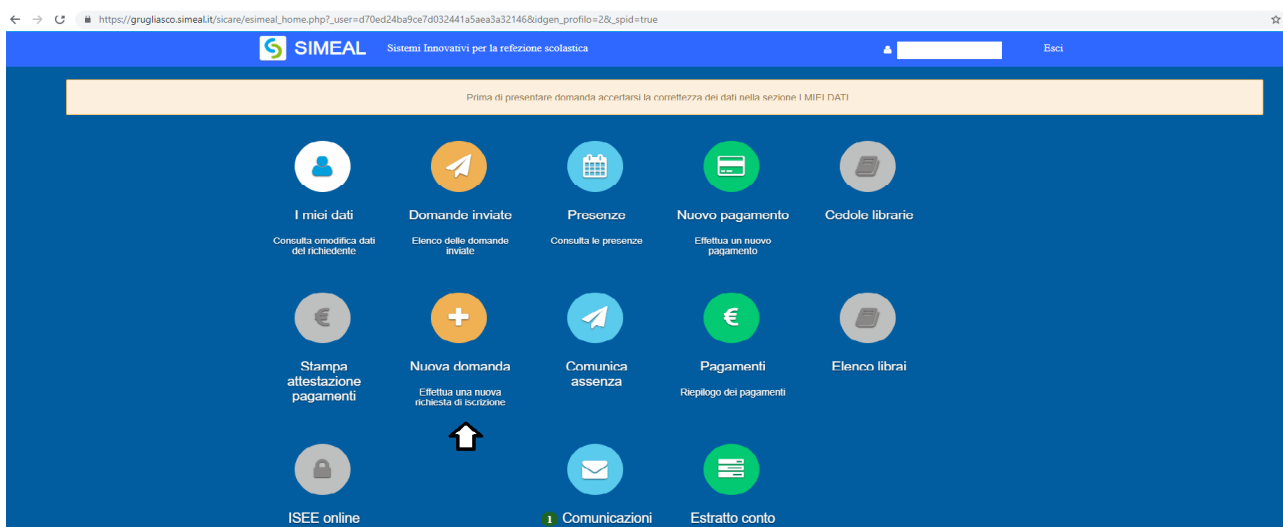 https://grugliasco.simeal.it/sicare/esimeal_home.php?_user=d70ed24ba9ce7d032441a5aea3a32146&idgen_profilo=2&_spid=true
SIMEAL Sistemi Innovativi per la refezione scolastica Esci
Prima di presentare domanda accertarsi la correttezza dei dati nella sezione I MIEI DATI
I miei dati Domande inviate Presenze Nuovo pagamento Cedole librarie
Consulta omodifica dati Elenco delle domande Consulta le presenze Effettua un nuovo
del richiedente inviate pagamento
Stampa Nuova domanda Comunica Pagamenti Elenco librai
attestazione assenza
pagamenti Effettua una nuova Riepilogo dei pagamenti
richiesta di iscrizione
ISEE online 1 Comunicazioni Estratto conto